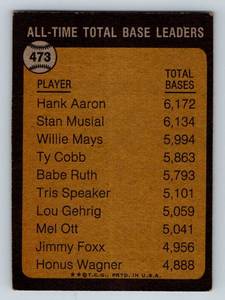 ALL-TIME TOTAL BASE LEADERS
473
PLAYER TOTAL BASES
Hank Aaron 6,172
Stan Musial 6,134
Willie Mays 5,994
Ty Cobb 5,863
Babe Ruth 5,793
Tris Speaker 5,101
Lou Gehrig 5,059
Mel Ott 5,041
Jimmy Foxx 4,956
Honus Wagner 4,888
★★©T.C.G. PRTD. IN U.S.A.